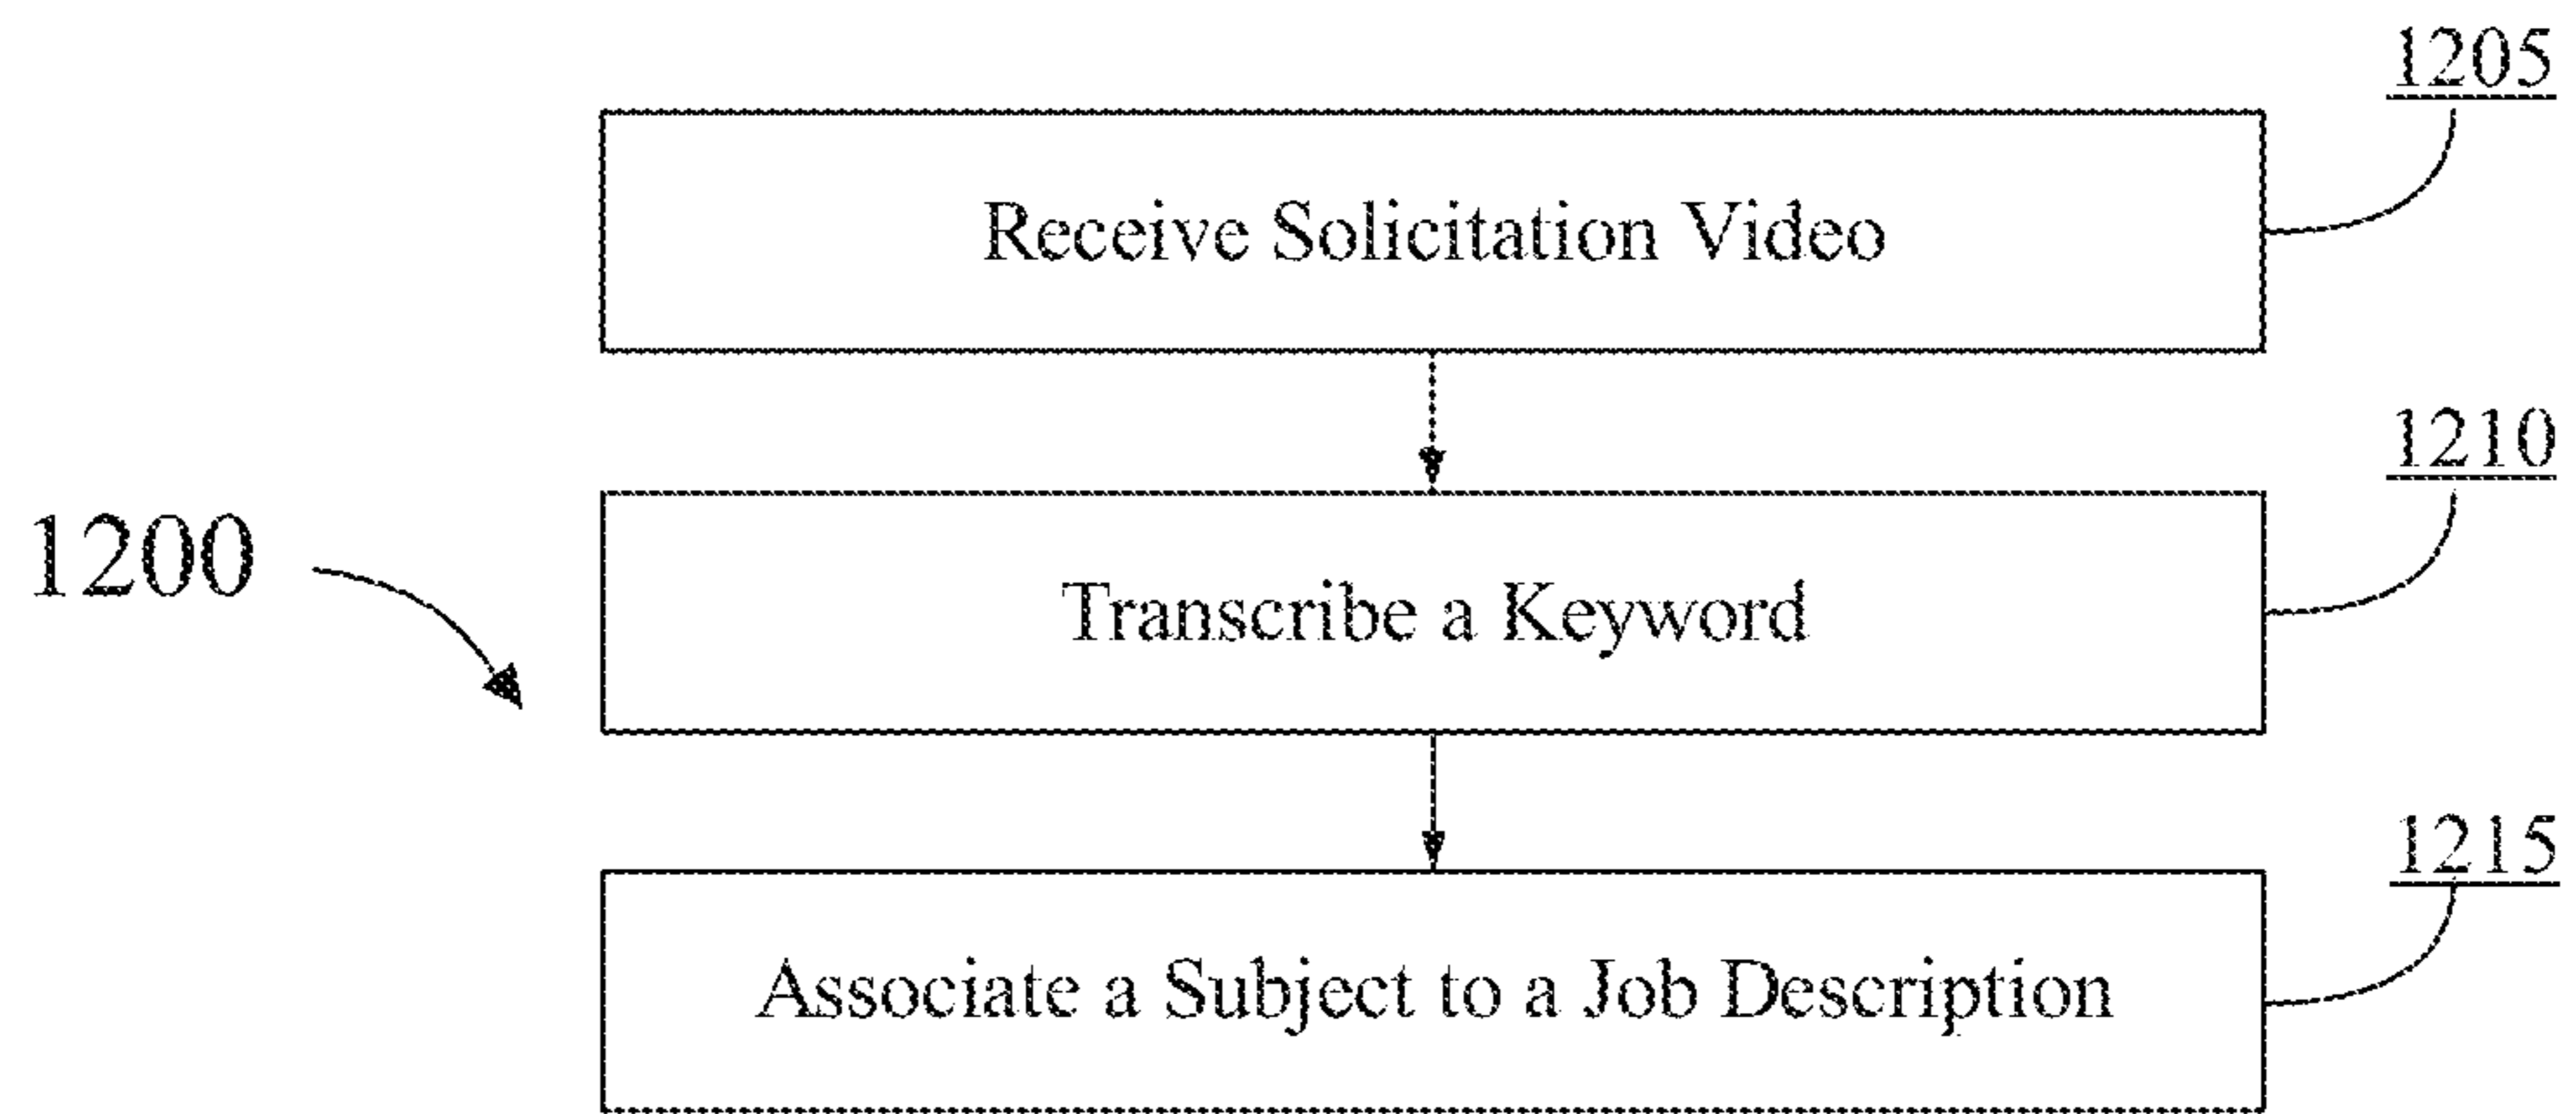 1205
Receive Solicitation Video
1210
1200
Transcribe a Keyword
1215
Associate a Subject to a Job Description